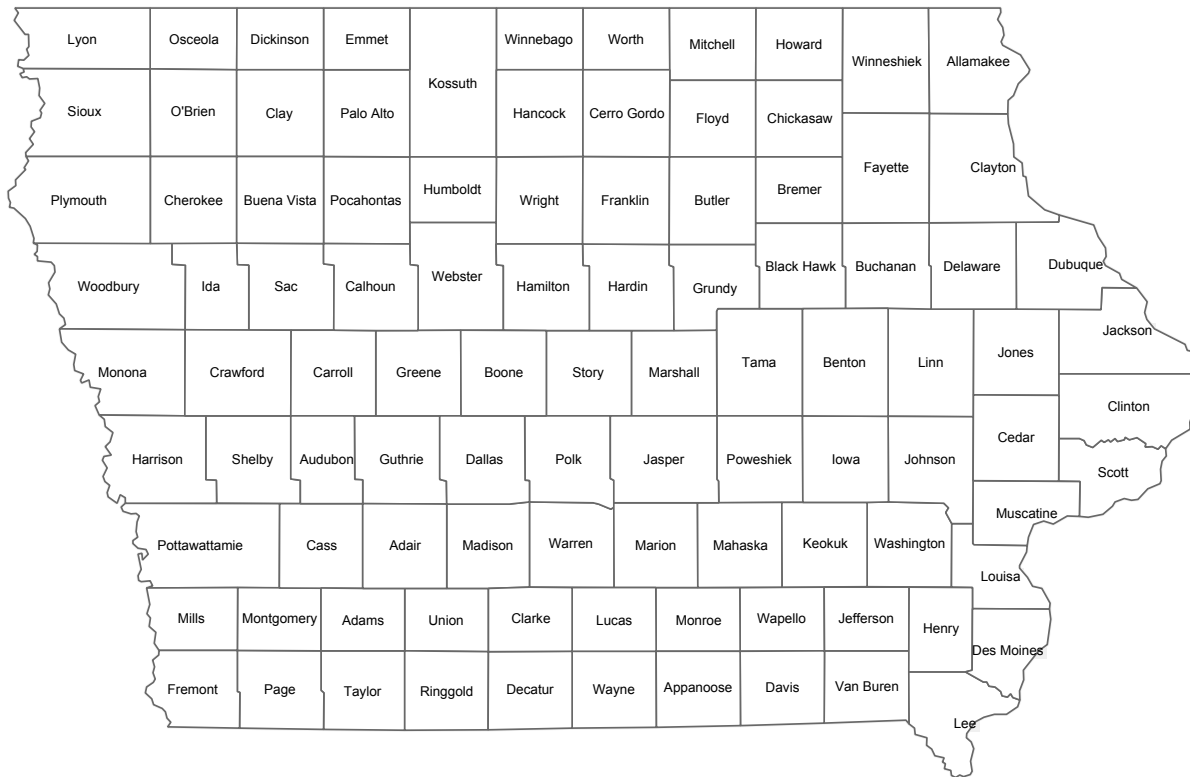 Lyon
Osceola
Dickinson
Emmet
Winnebago
Worth
Mitchell
Howard
Winneshiek
Allamakee
Kossuth
Sioux
O'Brien
Clay
Palo Alto
Hancock
Cerro Gordo
Floyd
Chickasaw
Fayette
Clayton
Plymouth
Cherokee
Buena Vista
Pocahontas
Humboldt
Wright
Franklin
Butler
Bremer
Woodbury
Ida
Sac
Calhoun
Webster
Hamilton
Hardin
Grundy
Black Hawk
Buchanan
Delaware
Dubuque
Jackson
Monona
Crawford
Carroll
Greene
Boone
Story
Marshall
Tama
Benton
Linn
Jones
Clinton
Cedar
Harrison
Shelby
Audubon
Guthrie
Dallas
Polk
Jasper
Poweshiek
Iowa
Johnson
Scott
Muscatine
Pottawattamie
Cass
Adair
Madison
Warren
Marion
Mahaska
Keokuk
Washington
Louisa
Mills
Montgomery
Adams
Union
Clarke
Lucas
Monroe
Wapello
Jefferson
Henry
Des Moines
Fremont
Page
Taylor
Ringgold
Decatur
Wayne
Appanoose
Davis
Van Buren
Lee